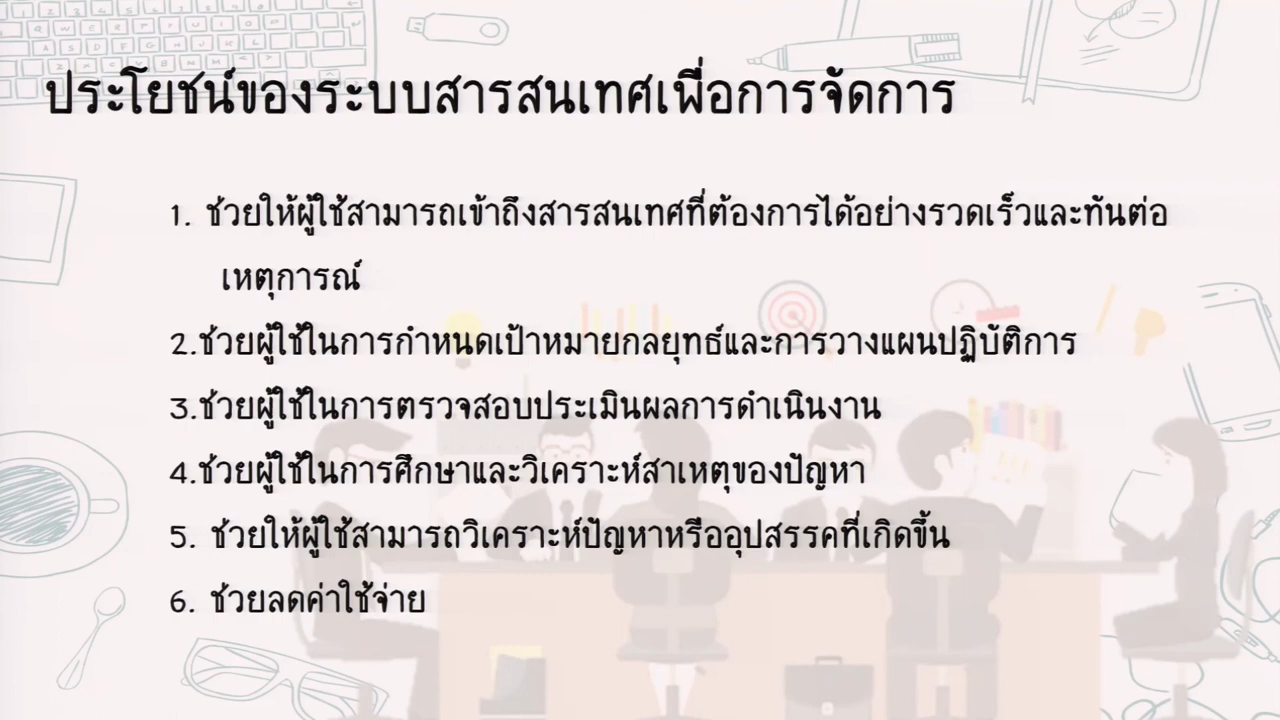 ประโยชน์ของระบบสารสนเทศเพื่อการจัดการ
1. ช่วยให้ผู้ใช้สามารถเข้าถึงสารสนเทศที่ต้องการได้อย่างรวดเร็วและทันต่อ
เหตุการณ์
2.ช่วยผู้ใช้ในการกำหนดเป้าหมายกลยุทธ์และการวางแผนปฏิบัติการ
3.ช่วยผู้ใช้ในการตรวจสอบประเมินผลการดำเนินงาน
4.ช่วยผู้ใช้ในการศึกษาและวิเคราะห์สาเหตุของปัญหา
5. ช่วยให้ผู้ใช้สามารถวิเคราะห์ปัญหาหรืออุปสรรคที่เกิดขึ้น
6. ช่วยลดค่าใช้จ่าย